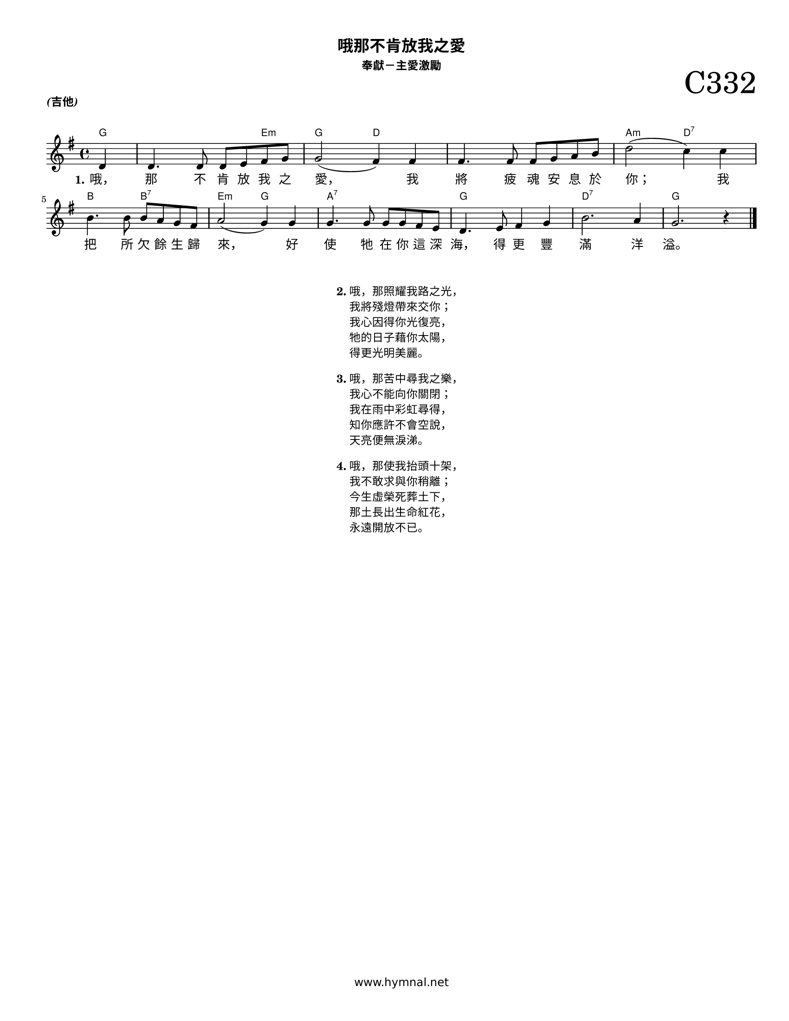 哦那不肯放我之愛
奉獻－主愛激勵
C332
(吉他)
G Em G D Am D7
1. 哦， 那 不 肯 放 我 之 愛， 我 將 疲 魂 安 息 於 你； 我
5 B B7 Em G A7 G D7 G
把 所 欠 餘 生 歸 來， 好 使 牠 在 你 這 深 海， 得 更 豐 滿 洋 溢。
2. 哦，那照耀我路之光，
我將殘燈帶來交你；
我心因得你光復亮，
牠的日子藉你太陽，
得更光明美麗。
3. 哦，那苦中尋我之樂，
我心不能向你關閉；
我在雨中彩虹尋得，
知你應許不會空說，
天亮便無淚涕。
4. 哦，那使我抬頭十架，
我不敢求與你稍離；
今生虛榮死葬土下，
那土長出生命紅花，
永遠開放不已。
www.hymnal.net